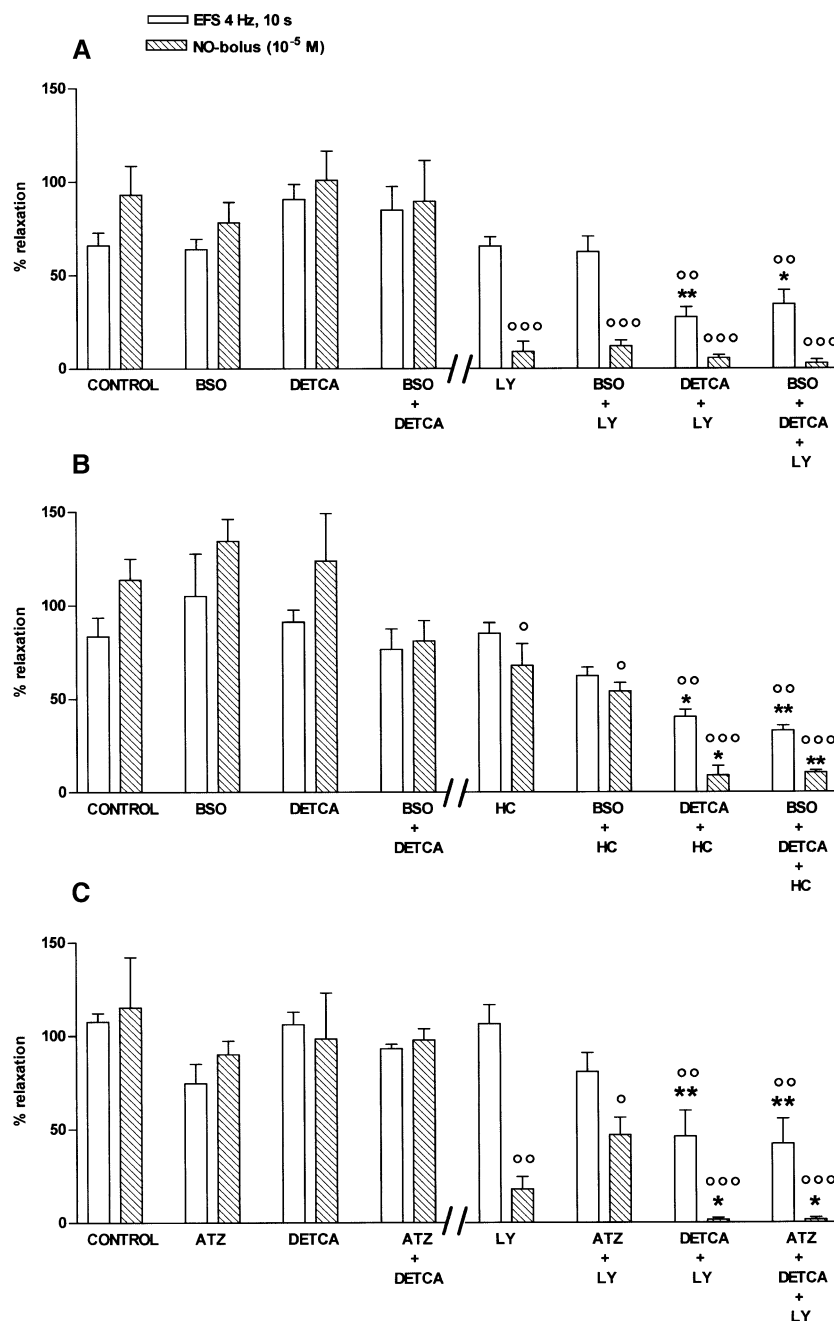 EFS 4 Hz, 10 s
NO-bolus (10⁻⁵ M)
A
% relaxation
150
100
50
0
°°° °°° °° ** °°° °° * °°°
CONTROL BSO DETCA BSO + DETCA LY BSO + LY DETCA + LY BSO + DETCA + LY
B
% relaxation
150
100
50
0
° ° °° * °°° * °° ** °°° **
CONTROL BSO DETCA BSO + DETCA HC BSO + HC DETCA + HC BSO + DETCA + HC
C
% relaxation
150
100
50
0
°° ° °° ** °°° * °° ** °°° *
CONTROL ATZ DETCA ATZ + DETCA LY ATZ + LY DETCA + LY ATZ + DETCA + LY